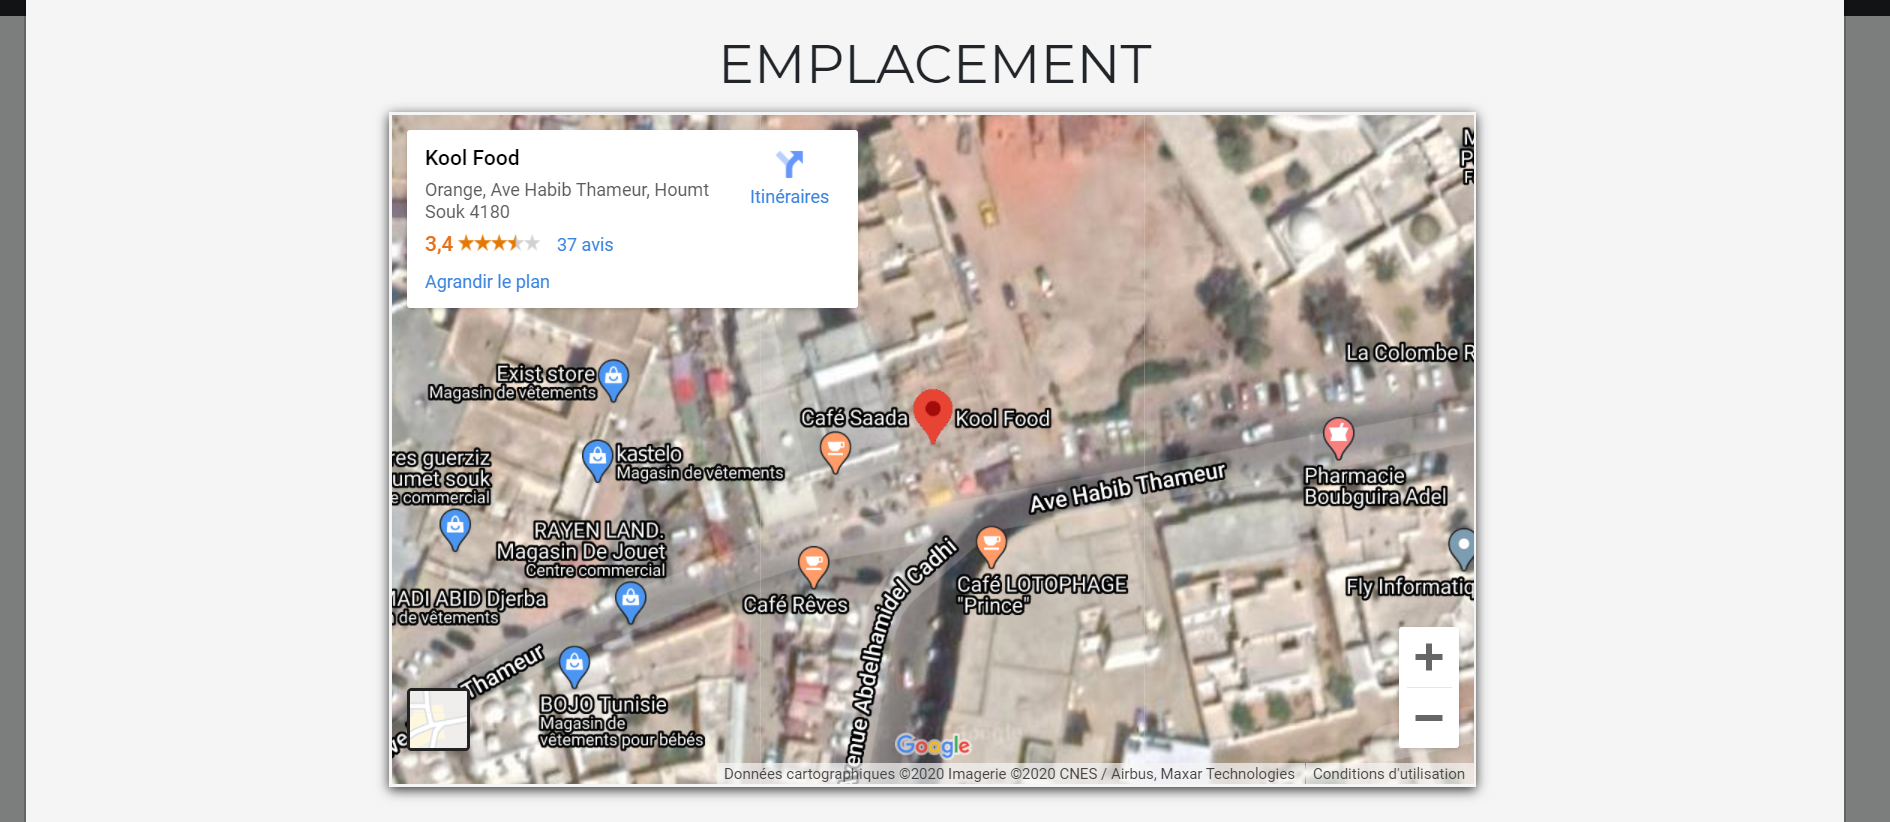 EMPLACEMENT
Kool Food
Orange, Ave Habib Thameur, Houmt
Souk 4180
Itinéraires
3,4
37 avis
Agrandir le plan
La Colombe R
Exist store
Magasin de vêtements
Café Saada
Kool Food
kastelo
Magasin de vêtements
res guerziz
umet souk
e commercial
Ave Habib Thameur
Pharmacie
Boubguira Adel
RAYEN LAND.
Magasin De Jouet
Centre commercial
Café LOTOPHAGE
"Prince"
Café Rêves
Fly Informatiq
ADI ABID Djerba
de vêtements
Thameur
enue Abdelhamidel Cadhi
BOJO Tunisie
Magasin de
vêtements pour bébés
Google
Données cartographiques ©2020 Imagerie ©2020 CNES / Airbus, Maxar Technologies
Conditions d'utilisation